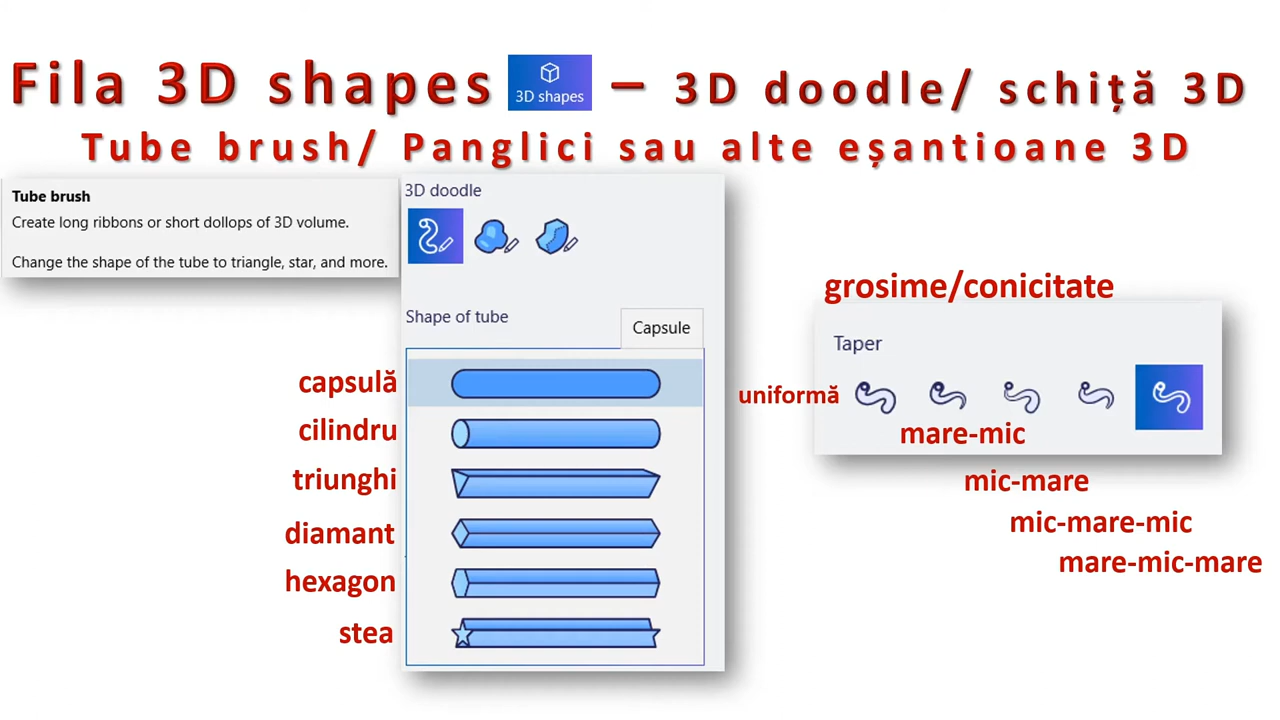 Fila 3D shapes 3D shapes – 3D doodle/ schiță 3D
Tube brush/ Panglici sau alte eșantioane 3D
Tube brush
Create long ribbons or short dollops of 3D volume.
Change the shape of the tube to triangle, star, and more.
3D doodle
Shape of tube
Capsule
capsulă
cilindru
triunghi
diamant
hexagon
stea
grosime/conicitate
Taper
uniformă
mare-mic
mic-mare
mic-mare-mic
mare-mic-mare